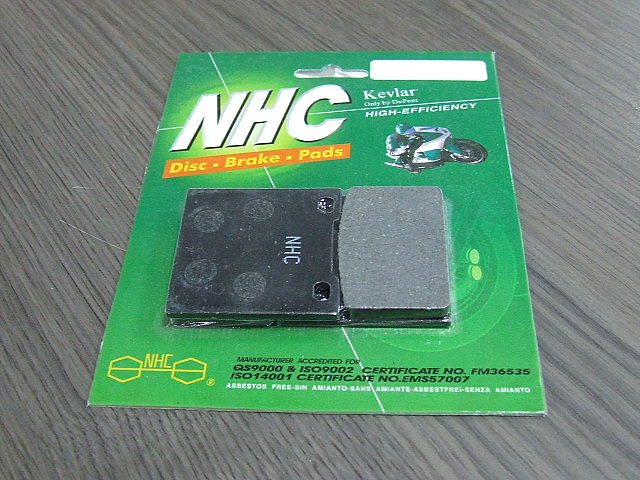 NHC
Kevlar
Only by DuPont
HIGH-EFFICIENCY
Disc - Brake - Pads
NHC
NHC ®
MANUFACTURER ACCREDITED FOR
QS9000 & ISO9002 CERTIFICATE NO. FM36535
ISO14001 CERTIFICATE NO.EMS57007
ASBESTOS FREE-SIN AMIANTO-SANS AMIANTE-ASBESTFREI-SENZA AMIANTO